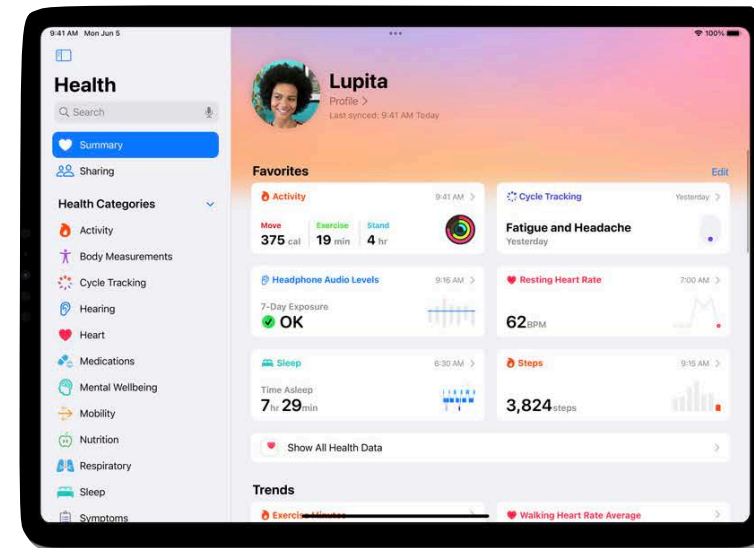 9:41 AM Mon Jun 5
100%
Health
Search
Summary
Sharing
Health Categories
Activity
Body Measurements
Cycle Tracking
Hearing
Heart
Medications
Mental Wellbeing
Mobility
Nutrition
Respiratory
Sleep
Symptoms
Lupita
Profile >
Last synced: 9:41 AM Today
Favorites Edit
Activity 9:41 AM >
Move Exercise Stand
375 cal 19 min 4 hr
Cycle Tracking Yesterday >
Fatigue and Headache
Yesterday
Headphone Audio Levels 9:15 AM >
7-Day Exposure
OK
Resting Heart Rate 7:00 AM >
62 BPM
Sleep 6:30 AM >
Time Asleep
7hr 29min
Steps 9:15 AM >
3,824 steps
Show All Health Data >
Trends
Exercise Minutes >
Walking Heart Rate Average >